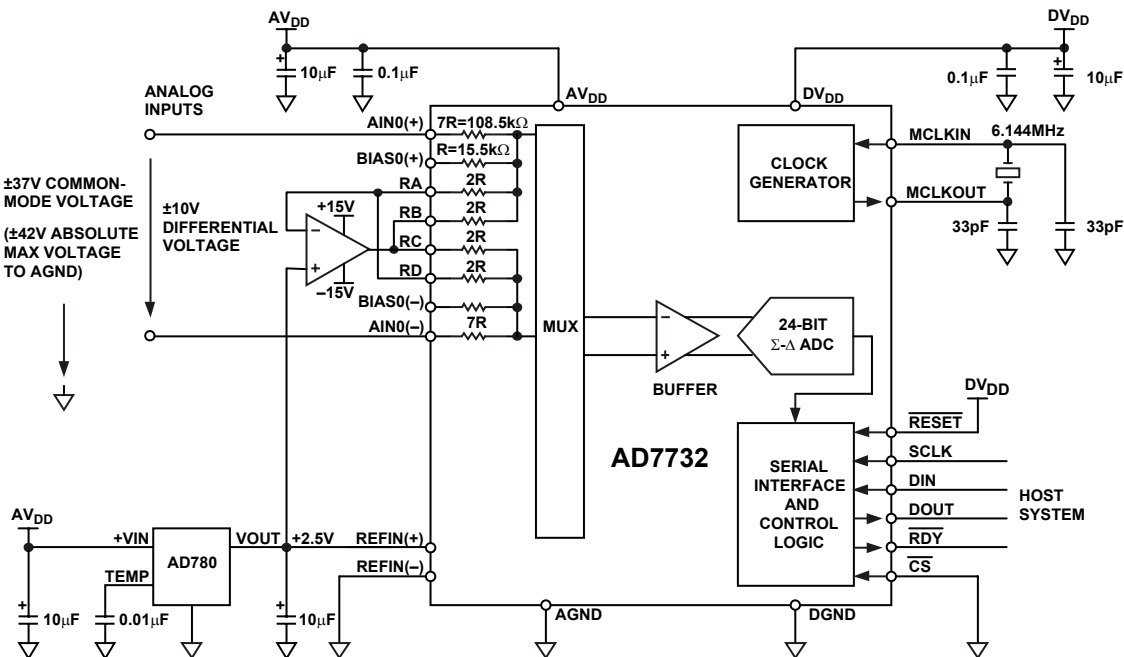 AVDD
10μF
0.1μF
DVDD
0.1μF
10μF
ANALOG
INPUTS
AVDD
DVDD
AIN0(+)
7R=108.5kΩ
BIAS0(+)
R=15.5kΩ
RA
2R
RB
2R
RC
2R
RD
2R
BIAS0(–)
AIN0(–)
7R
±37V COMMON-
MODE VOLTAGE
(±42V ABSOLUTE
MAX VOLTAGE
TO AGND)
±10V
DIFFERENTIAL
VOLTAGE
+15V
–
+
–15V
MUX
CLOCK
GENERATOR
MCLKIN
6.144MHz
MCLKOUT
33pF
33pF
–
+
BUFFER
24-BIT
Σ-Δ ADC
AD7732
DVDD
SERIAL
INTERFACE
AND
CONTROL
LOGIC
RESET
SCLK
DIN
DOUT
RDY
CS
HOST
SYSTEM
AVDD
+VIN
AD780
VOUT
+2.5V
REFIN(+)
TEMP
REFIN(–)
10μF
0.01μF
10μF
AGND
DGND